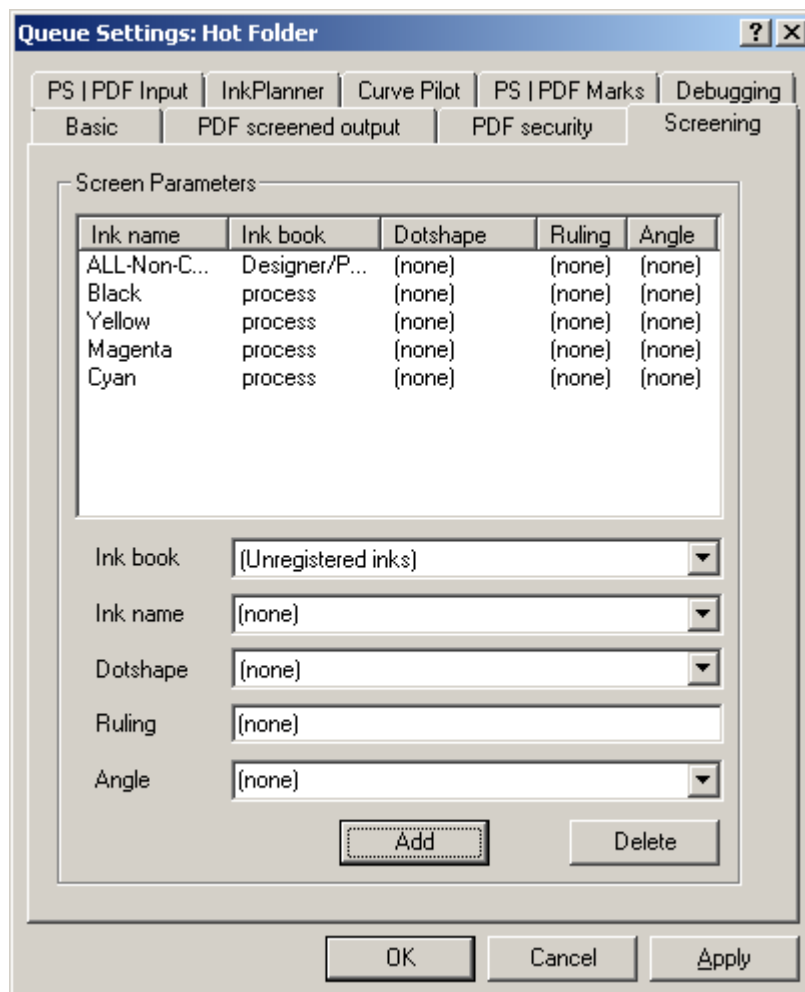 Queue Settings: Hot Folder ? X
PS | PDF Input InkPlanner Curve Pilot PS | PDF Marks Debugging
Basic PDF screened output PDF security Screening
Screen Parameters
Ink name Ink book Dotshape Ruling Angle
ALL-Non-C... Designer/P... (none) (none) (none)
Black process (none) (none) (none)
Yellow process (none) (none) (none)
Magenta process (none) (none) (none)
Cyan process (none) (none) (none)
Ink book (Unregistered inks)
Ink name (none)
Dotshape (none)
Ruling (none)
Angle (none)
Add Delete
OK Cancel Apply